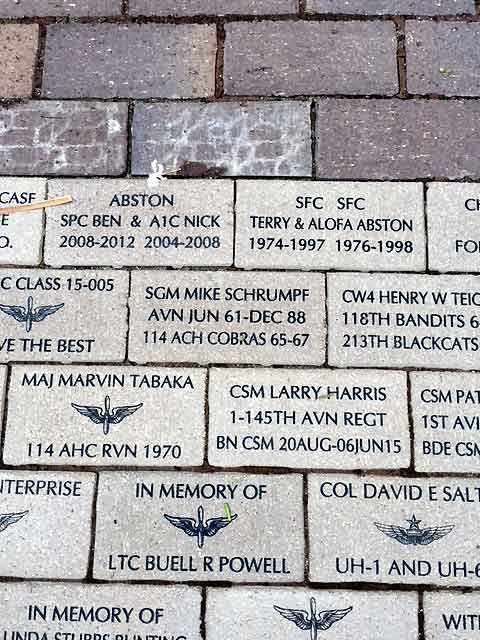 CASF
E
O.
ABSTON
SPC BEN & A1C NICK
2008-2012 2004-2008
SFC SFC
TERRY & ALOFA ABSTON
1974-1997 1976-1998
C CLASS 15-005
VE THE BEST
SGM MIKE SCHRUMPF
AVN JUN 61-DEC 88
114 ACH COBRAS 65-67
CW4 HENRY W TEIC
118TH BANDITS 6
213TH BLACKCATS
MAJ MARVIN TABAKA
114 AHC RVN 1970
CSM LARRY HARRIS
1-145TH AVN REGT
BN CSM 20AUG-06JUN15
CSM PAT
1ST AVI
BDE CSM
NTERPRISE
IN MEMORY OF
LTC BUELL R POWELL
COL DAVID E SALT
UH-1 AND UH-6
IN MEMORY OF
NDA STUBBS BUNTING
WIT